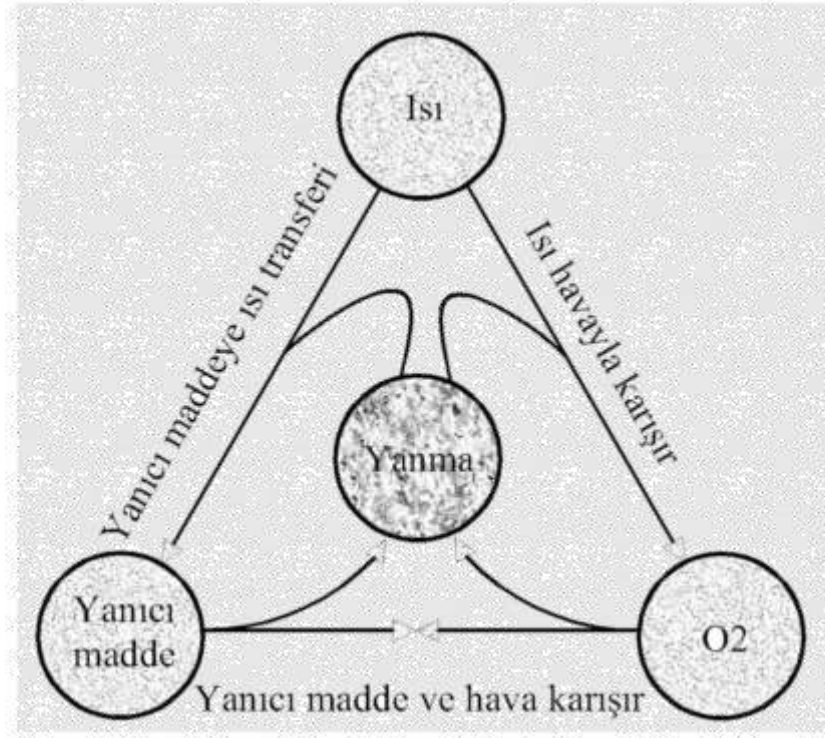 Isı
Yanıcı maddeye ısı transferi
Isı havayla karışır
Yanma
Yanıcı
madde
O2
Yanıcı madde ve hava karışır